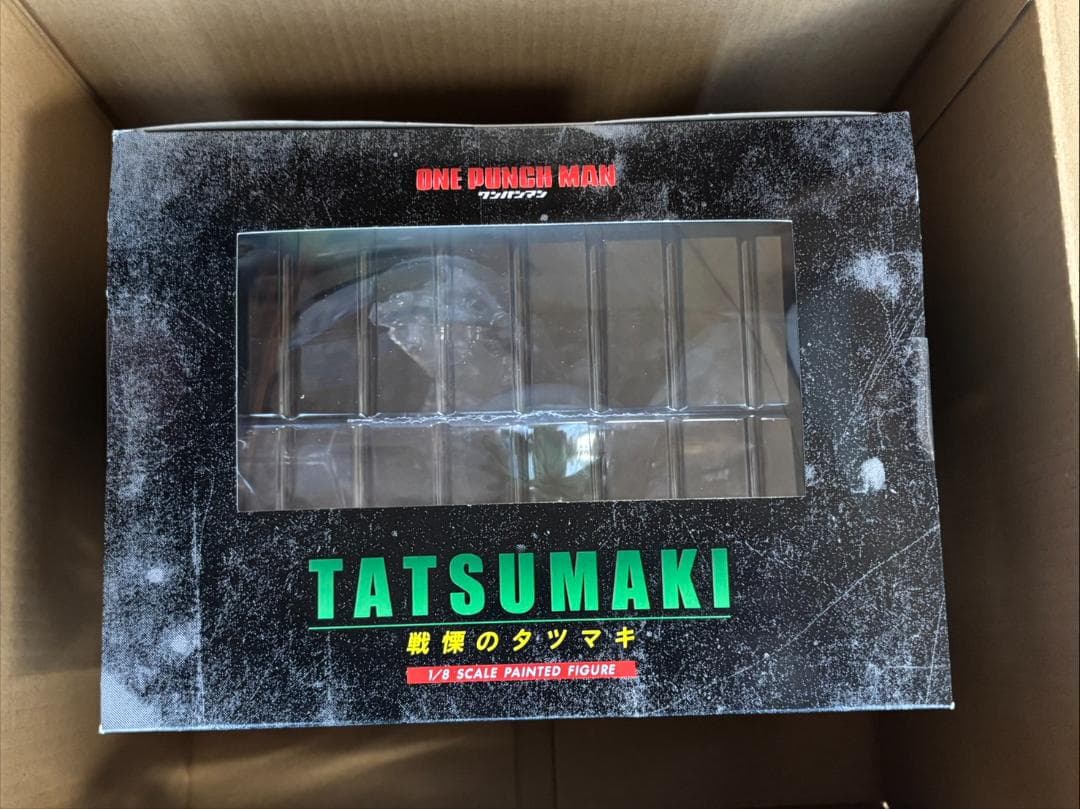 ONE PUNCH MAN
ワンパンマン
TATSUMAKI
戦慄のタツマキ
1/8 SCALE PAINTED FIGURE